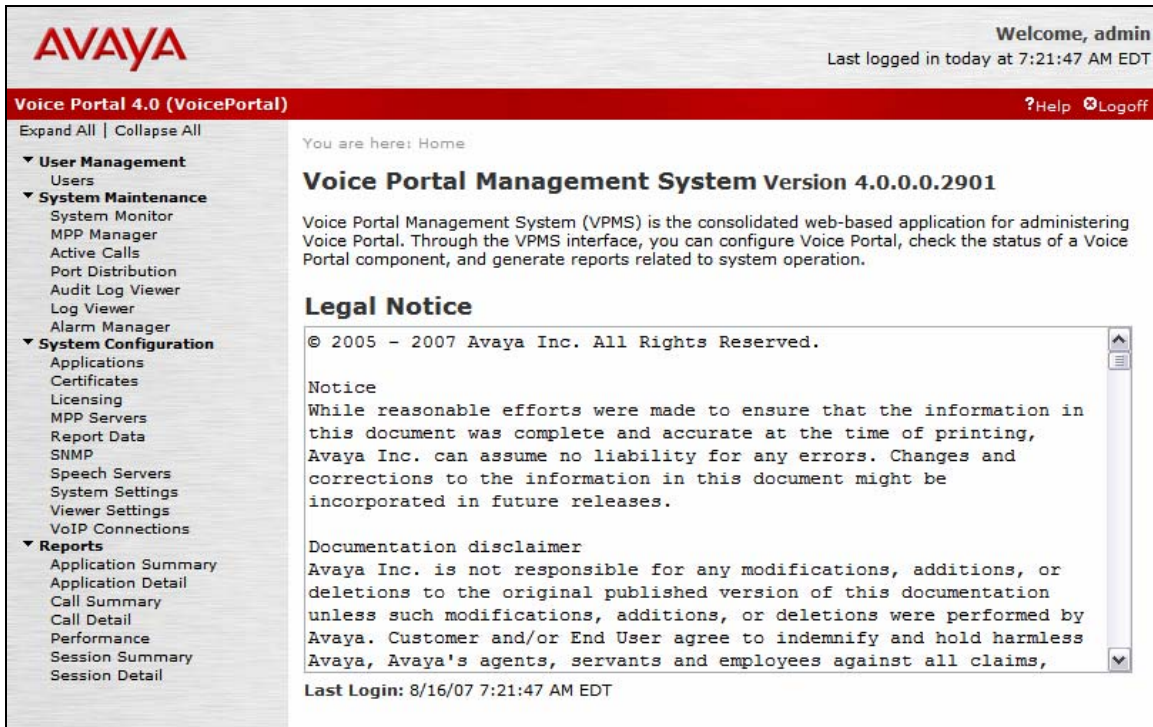 AVAYA
Welcome, admin
Last logged in today at 7:21:47 AM EDT
Voice Portal 4.0 (VoicePortal)
?Help Logoff
Expand All | Collapse All
User Management
Users
System Maintenance
System Monitor
MPP Manager
Active Calls
Port Distribution
Audit Log Viewer
Log Viewer
Alarm Manager
System Configuration
Applications
Certificates
Licensing
MPP Servers
Report Data
SNMP
Speech Servers
System Settings
Viewer Settings
VoIP Connections
Reports
Application Summary
Application Detail
Call Summary
Call Detail
Performance
Session Summary
Session Detail
You are here: Home
Voice Portal Management System Version 4.0.0.0.2901
Voice Portal Management System (VPMS) is the consolidated web-based application for administering
Voice Portal. Through the VPMS interface, you can configure Voice Portal, check the status of a Voice
Portal component, and generate reports related to system operation.
Legal Notice
© 2005 - 2007 Avaya Inc. All Rights Reserved.
Notice
While reasonable efforts were made to ensure that the information in
this document was complete and accurate at the time of printing,
Avaya Inc. can assume no liability for any errors. Changes and
corrections to the information in this document might be
incorporated in future releases.
Documentation disclaimer
Avaya Inc. is not responsible for any modifications, additions, or
deletions to the original published version of this documentation
unless such modifications, additions, or deletions were performed by
Avaya. Customer and/or End User agree to indemnify and hold harmless
Avaya, Avaya's agents, servants and employees against all claims,
Last Login: 8/16/07 7:21:47 AM EDT